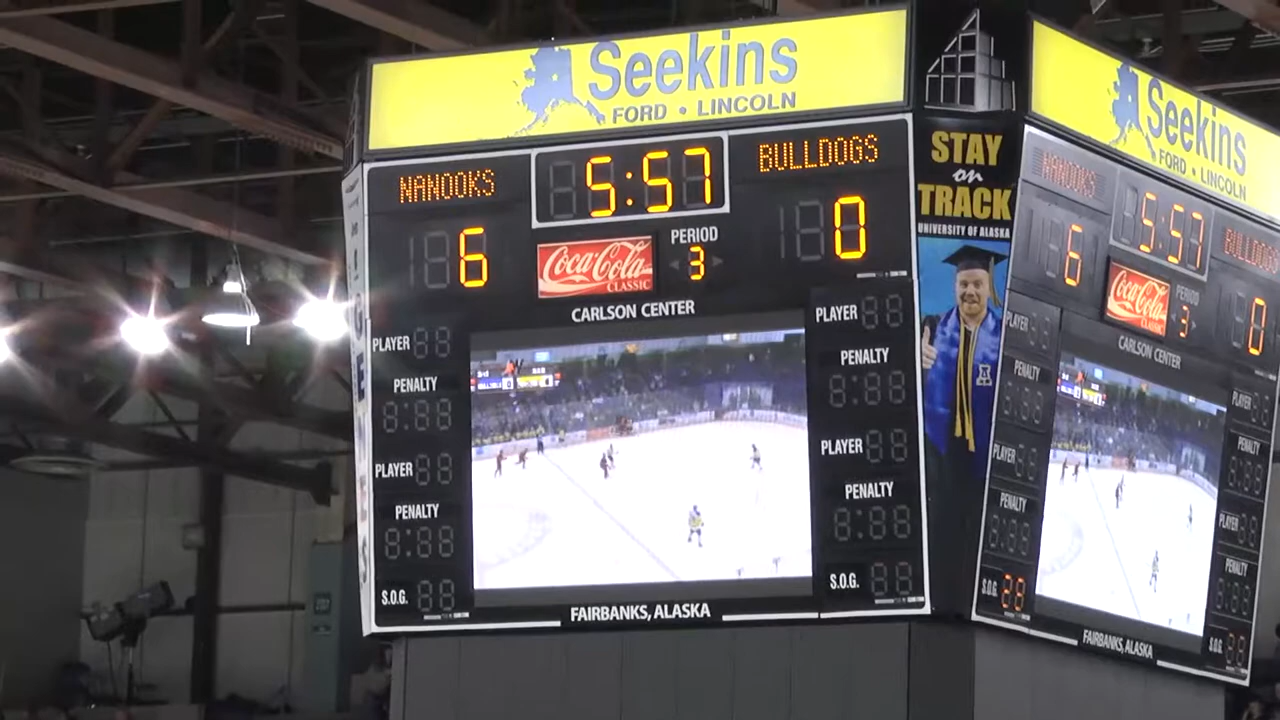 Seekins
FORD • LINCOLN
NANOOKS
5:57
BULLDOGS
6
Coca-Cola
CLASSIC
PERIOD
3
0
CARLSON CENTER
PLAYER
PENALTY
PLAYER
PENALTY
S.O.G.
PLAYER
PENALTY
PLAYER
PENALTY
S.O.G.
FAIRBANKS, ALASKA
STAY
on
TRACK
UNIVERSITY OF ALASKA
Seekins
FORD • LINCOLN
NANOOKS
5:57
BULLDOGS
6
Coca-Cola
CLASSIC
PERIOD
3
0
CARLSON CENTER
PLAYER
PENALTY
PLAYER
PENALTY
S.O.G.
PLAYER
PENALTY
PLAYER
PENALTY
S.O.G.
FAIRBANKS, ALASKA